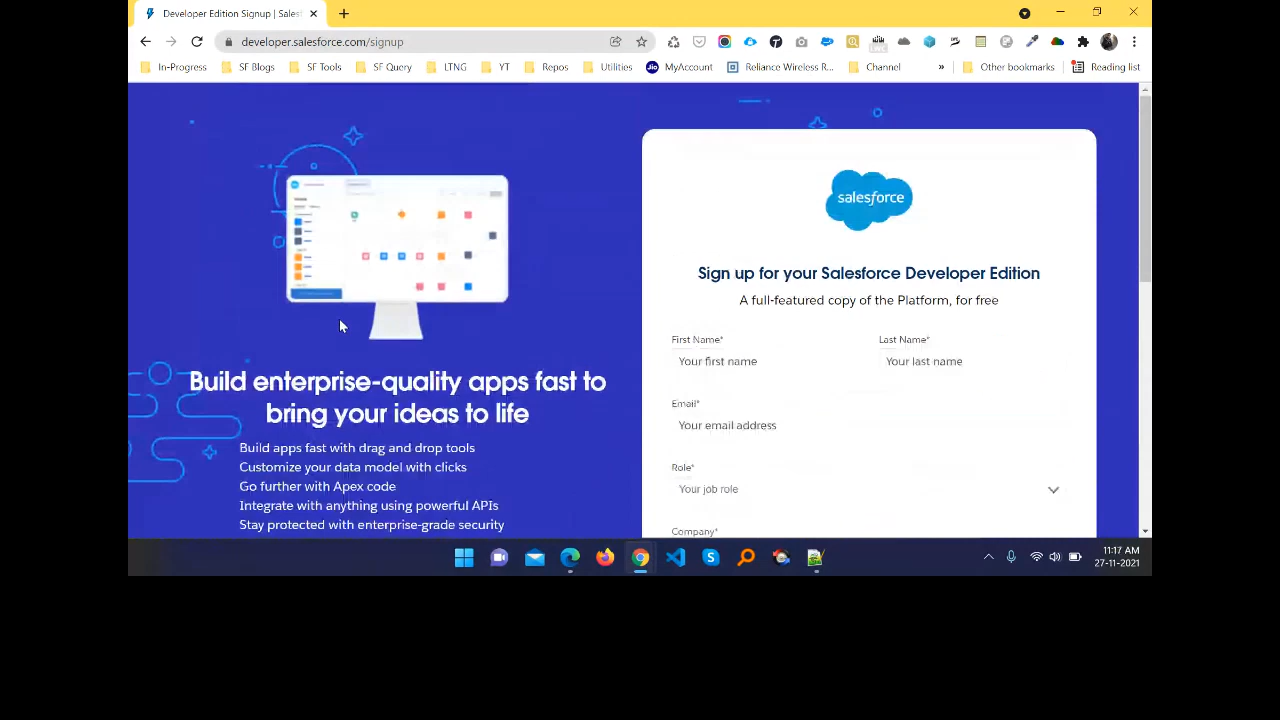 Developer Edition Signup | Sales
developer.salesforce.com/signup
In-Progress
SF Blogs
SF Tools
SF Query
LTNG
YT
Repos
Utilities
Jio
MyAccount
Reliance Wireless R...
Channel
»
Other bookmarks
Reading list
Build enterprise-quality apps fast to
bring your ideas to life
Build apps fast with drag and drop tools
Customize your data model with clicks
Go further with Apex code
Integrate with anything using powerful APIs
Stay protected with enterprise-grade security
salesforce
Sign up for your Salesforce Developer Edition
A full-featured copy of the Platform, for free
First Name*
Last Name*
Your first name
Your last name
Email*
Your email address
Role*
Your job role
Company*
11:17 AM
27-11-2021